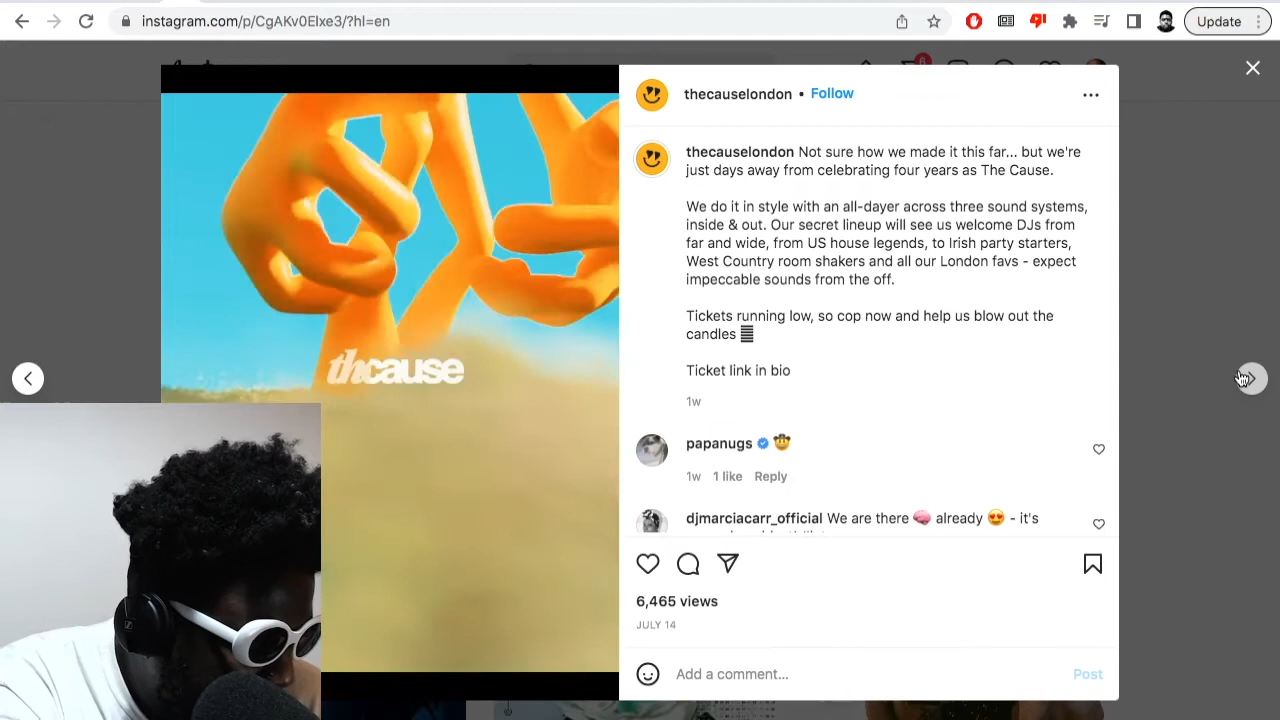 instagram.com/p/CgAKv0Elxe3/?hl=en
Update
6
thecauselondon • Follow
thecauselondon Not sure how we made it this far... but we're
just days away from celebrating four years as The Cause.
We do it in style with an all-dayer across three sound systems,
inside & out. Our secret lineup will see us welcome DJs from
far and wide, from US house legends, to Irish party starters,
West Country room shakers and all our London favs - expect
impeccable sounds from the off.
Tickets running low, so cop now and help us blow out the
candles
Ticket link in bio
1w
thcause
papanugs
1w 1 like Reply
djmarciacarr_official We are there 🧠 already 😍 - it's
6,465 views
JULY 14
Add a comment...
Post